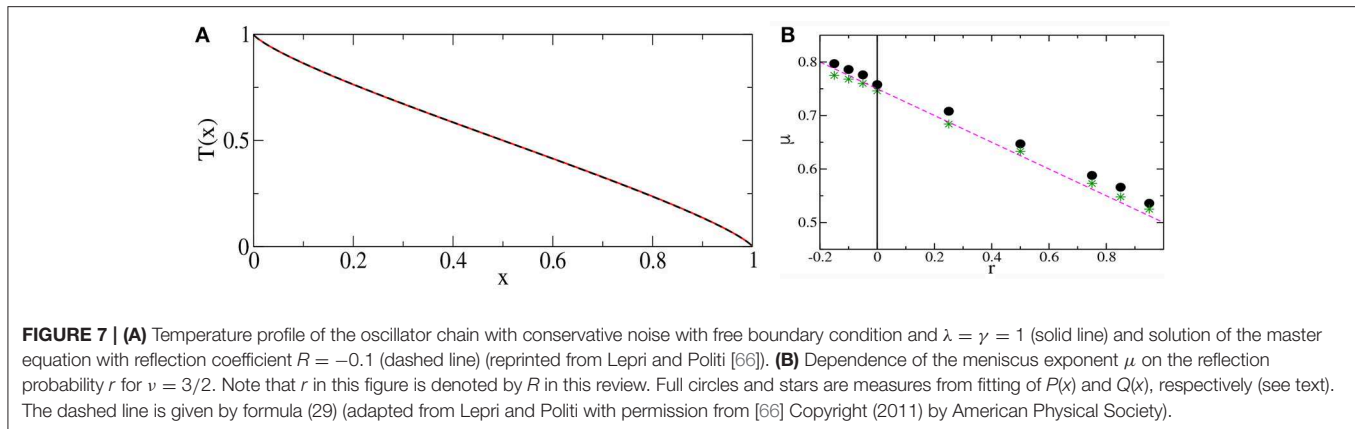 A
1
0.5
0
T(x)
0
0.2
0.4
0.6
0.8
1
x
B
0.8
0.7
0.6
0.5
μ
-0.2
0
0.2
0.4
0.6
0.8
r
FIGURE 7 | (A) Temperature profile of the oscillator chain with conservative noise with free boundary condition and λ = γ = 1 (solid line) and solution of the master
equation with reflection coefficient R = −0.1 (dashed line) (reprinted from Lepri and Politi [66]). (B) Dependence of the meniscus exponent μ on the reflection
probability r for ν = 3/2. Note that r in this figure is denoted by R in this review. Full circles and stars are measures from fitting of P(x) and Q(x), respectively (see text).
The dashed line is given by formula (29) (adapted from Lepri and Politi with permission from [66] Copyright (2011) by American Physical Society).